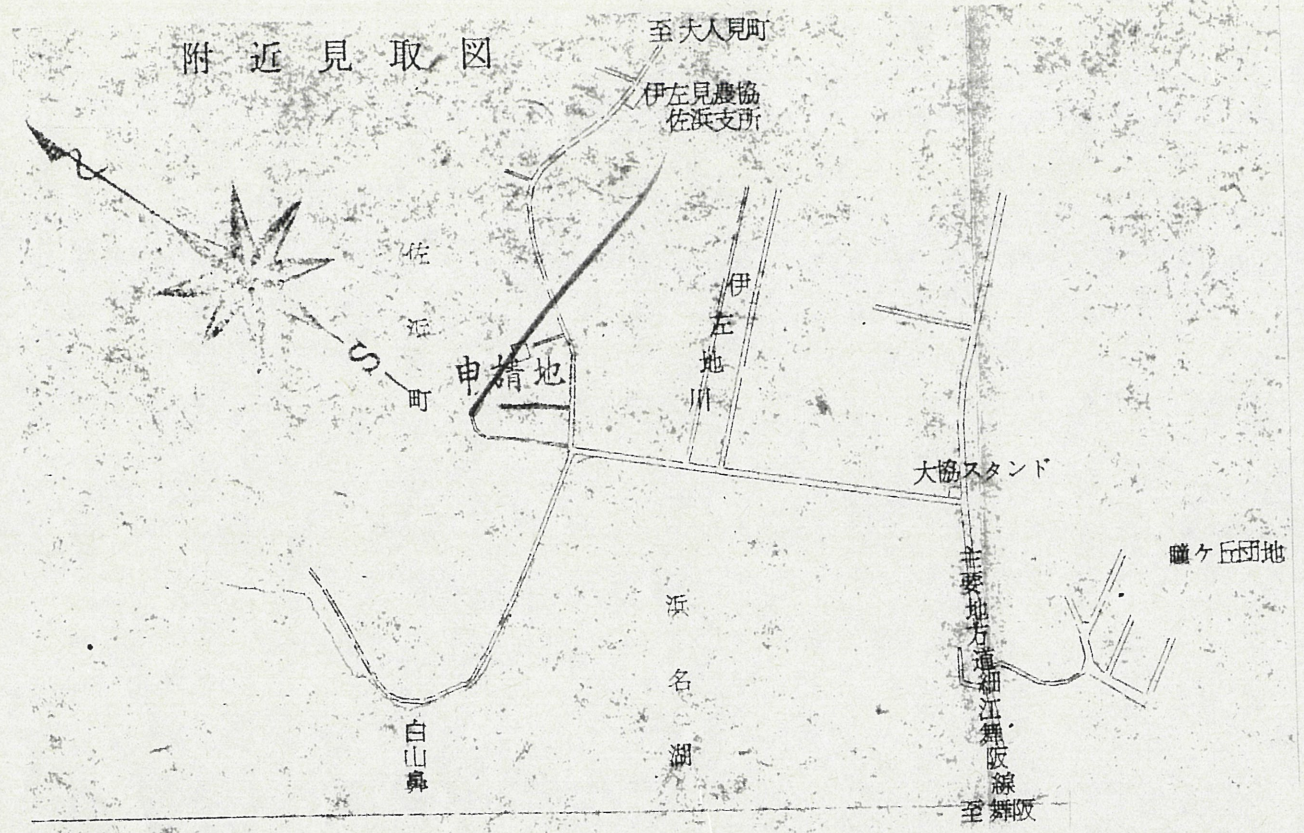 附近見取図
至大人見町
伊左見農協
佐浜支所
佐浜町
S
申請地
伊左地川
大協スタンド
瞳ケ丘団地
主要地方道細江舞阪線
至舞阪
浜名湖
白山鼻